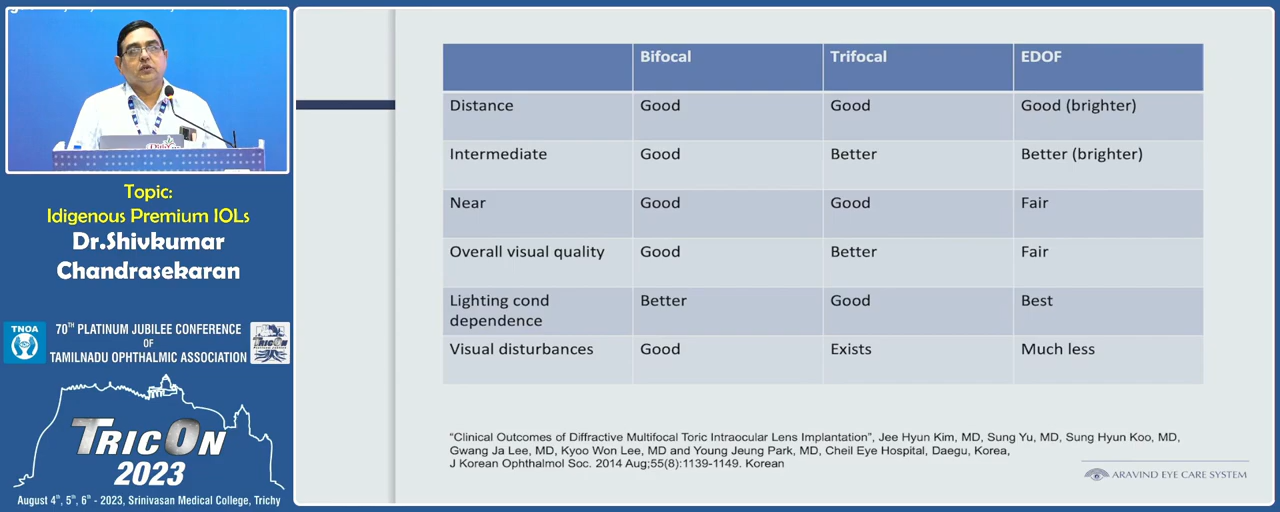 Topic:
Idigenous Premium IOLs
Dr.Shivkumar
Chandrasekaran
TNOA
70TH PLATINUM JUBILEE CONFERENCE
OF
TAMILNADU OPHTHALMIC ASSOCIATION
TRICON
TRICON
2023
August 4th, 5th, 6th - 2023, Srinivasan Medical College, Trichy
Bifocal Trifocal EDOF
Distance Good Good Good (brighter)
Intermediate Good Better Better (brighter)
Near Good Good Fair
Overall visual quality Good Better Fair
Lighting cond
dependence Better Good Best
Visual disturbances Good Exists Much less
“Clinical Outcomes of Diffractive Multifocal Toric Intraocular Lens Implantation”, Jee Hyun Kim, MD, Sung Yu, MD, Sung Hyun Koo, MD,
Gwang Ja Lee, MD, Kyoo Won Lee, MD and Young Jeung Park, MD, Cheil Eye Hospital, Daegu, Korea,
J Korean Ophthalmol Soc. 2014 Aug;55(8):1139-1149. Korean
ARAVIND EYE CARE SYSTEM